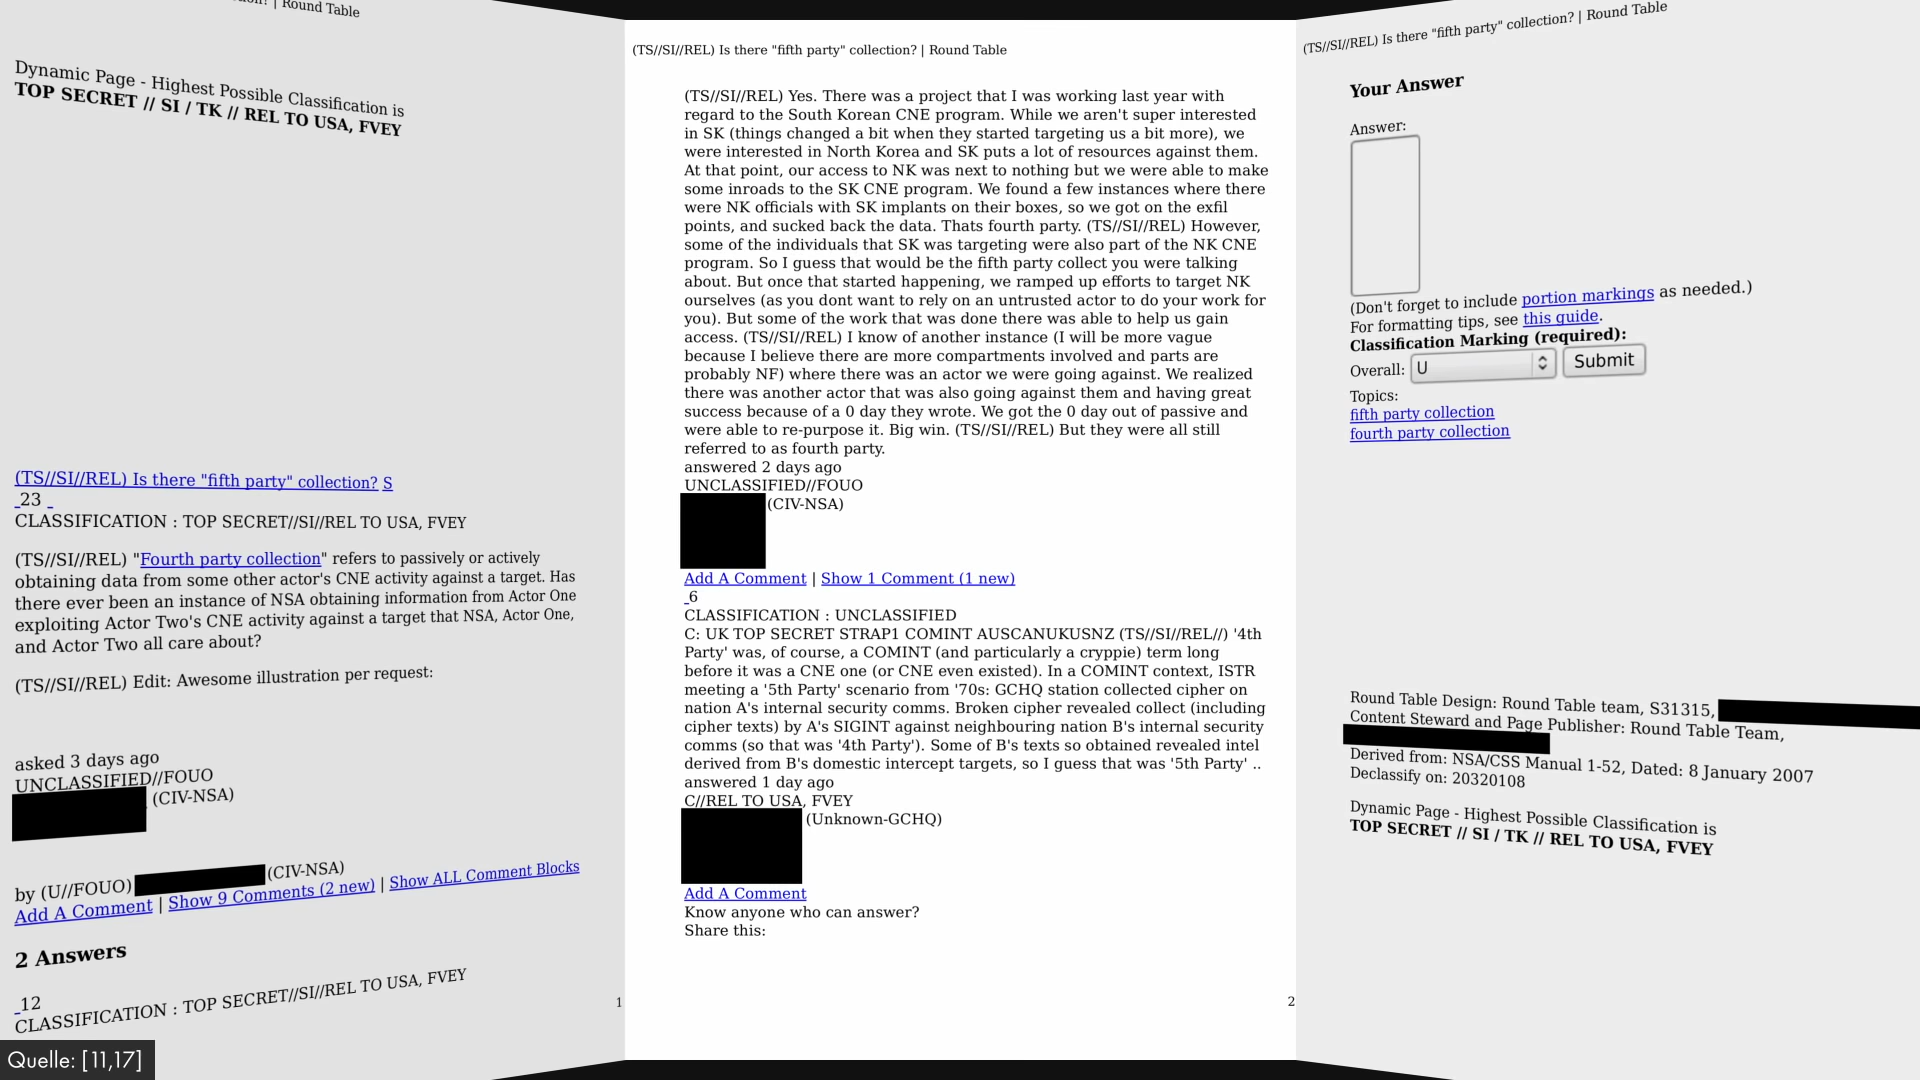 on? | Round Table
Dynamic Page - Highest Possible Classification is
TOP SECRET // SI / TK // REL TO USA, FVEY
(TS//SI//REL) Is there "fifth party" collection? S
_23 _
CLASSIFICATION : TOP SECRET//SI//REL TO USA, FVEY
(TS//SI//REL) "Fourth party collection" refers to passively or actively
obtaining data from some other actor's CNE activity against a target. Has
there ever been an instance of NSA obtaining information from Actor One
exploiting Actor Two's CNE activity against a target that NSA, Actor One,
and Actor Two all care about?
(TS//SI//REL) Edit: Awesome illustration per request:
asked 3 days ago
UNCLASSIFIED//FOUO
(CIV-NSA)
by (U//FOUO) (CIV-NSA)
Add A Comment | Show 9 Comments (2 new) | Show ALL Comment Blocks
2 Answers
_12
CLASSIFICATION : TOP SECRET//SI//REL TO USA, FVEY
1
Quelle: [11,17]
(TS//SI//REL) Is there "fifth party" collection? | Round Table
(TS//SI//REL) Yes. There was a project that I was working last year with
regard to the South Korean CNE program. While we aren't super interested
in SK (things changed a bit when they started targeting us a bit more), we
were interested in North Korea and SK puts a lot of resources against them.
At that point, our access to NK was next to nothing but we were able to make
some inroads to the SK CNE program. We found a few instances where there
were NK officials with SK implants on their boxes, so we got on the exfil
points, and sucked back the data. Thats fourth party. (TS//SI//REL) However,
some of the individuals that SK was targeting were also part of the NK CNE
program. So I guess that would be the fifth party collect you were talking
about. But once that started happening, we ramped up efforts to target NK
ourselves (as you dont want to rely on an untrusted actor to do your work for
you). But some of the work that was done there was able to help us gain
access. (TS//SI//REL) I know of another instance (I will be more vague
because I believe there are more compartments involved and parts are
probably NF) where there was an actor we were going against. We realized
there was another actor that was also going against them and having great
success because of a 0 day they wrote. We got the 0 day out of passive and
were able to re-purpose it. Big win. (TS//SI//REL) But they were all still
referred to as fourth party.
answered 2 days ago
UNCLASSIFIED//FOUO
(CIV-NSA)
Add A Comment | Show 1 Comment (1 new)
_6
CLASSIFICATION : UNCLASSIFIED
C: UK TOP SECRET STRAP1 COMINT AUSCANUKUSNZ (TS//SI//REL//) '4th
Party' was, of course, a COMINT (and particularly a cryppie) term long
before it was a CNE one (or CNE even existed). In a COMINT context, ISTR
meeting a '5th Party' scenario from '70s: GCHQ station collected cipher on
nation A's internal security comms. Broken cipher revealed collect (including
cipher texts) by A's SIGINT against neighbouring nation B's internal security
comms (so that was '4th Party'). Some of B's texts so obtained revealed intel
derived from B's domestic intercept targets, so I guess that was '5th Party' ..
answered 1 day ago
C//REL TO USA, FVEY
(Unknown-GCHQ)
Add A Comment
Know anyone who can answer?
Share this:
2
(TS//SI//REL) Is there "fifth party" collection? | Round Table
Your Answer
Answer:
(Don't forget to include portion markings as needed.)
For formatting tips, see this guide.
Classification Marking (required):
Overall: U Submit
Topics:
fifth party collection
fourth party collection
Round Table Design: Round Table team, S31315,
Content Steward and Page Publisher: Round Table Team,
Derived from: NSA/CSS Manual 1-52, Dated: 8 January 2007
Declassify on: 20320108
Dynamic Page - Highest Possible Classification is
TOP SECRET // SI / TK // REL TO USA, FVEY